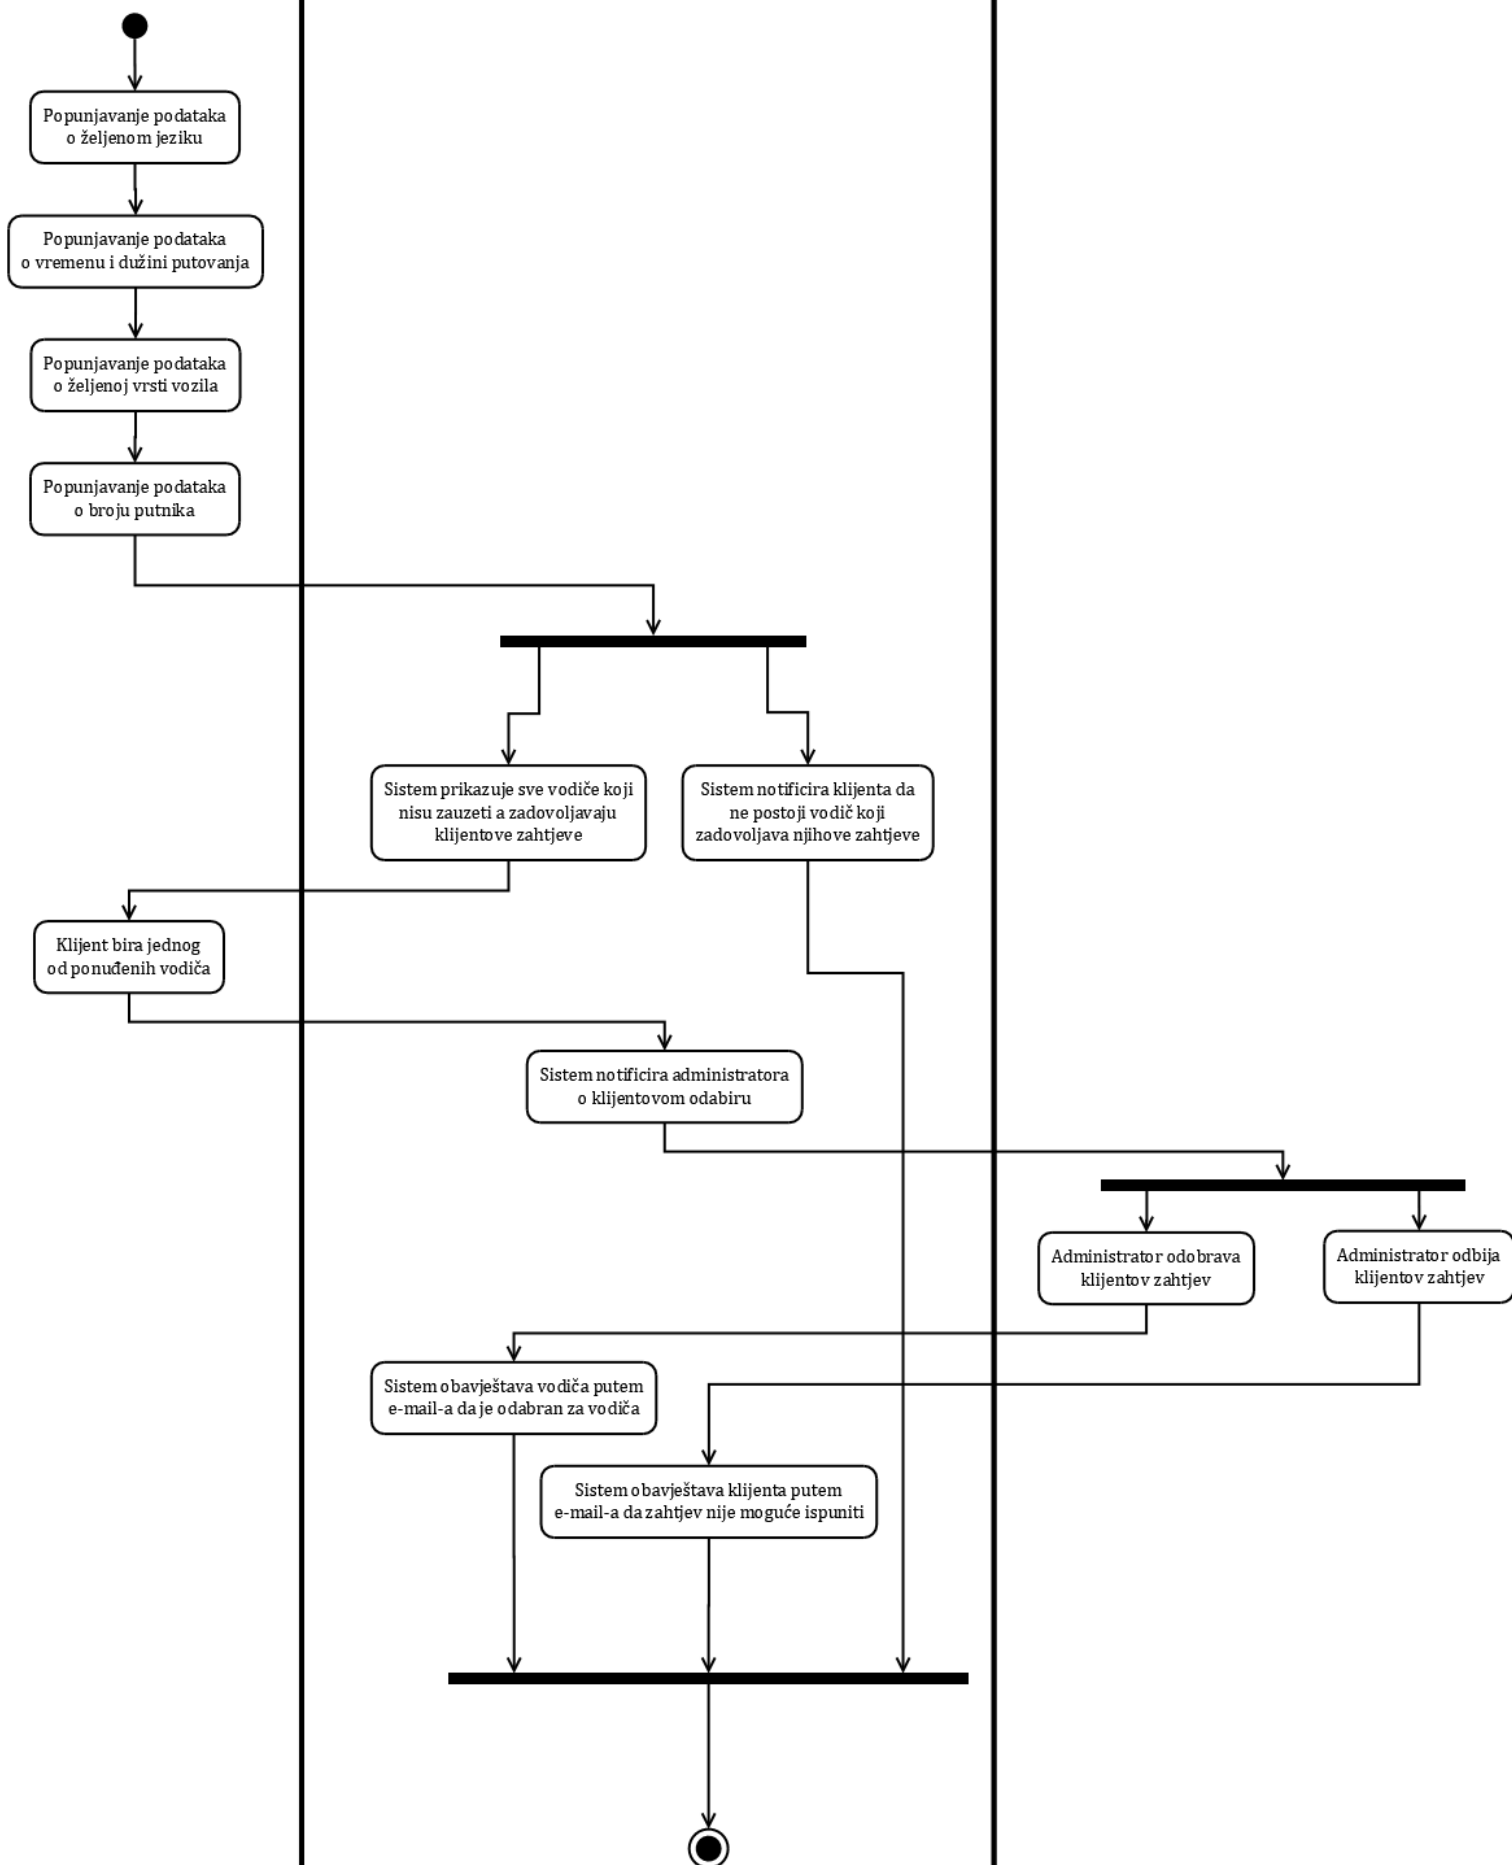 Popunjavanje podataka
o željenom jeziku
Popunjavanje podataka
o vremenu i dužini putovanja
Popunjavanje podataka
o željenoj vrsti vozila
Popunjavanje podataka
o broju putnika
Sistem prikazuje sve vodiče koji
nisu zauzeti a zadovoljavaju
klijentove zahtjeve
Sistem notificira klijenta da
ne postoji vodič koji
zadovoljava njihove zahtjeve
Klijent bira jednog
od ponuđenih vodiča
Sistem notificira administratora
o klijentovom odabiru
Administrator odobrava
klijentov zahtjev
Administrator odbija
klijentov zahtjev
Sistem obavještava vodiča putem
e-mail-a da je odabran za vodiča
Sistem obavještava klijenta putem
e-mail-a da zahtjev nije moguće ispuniti